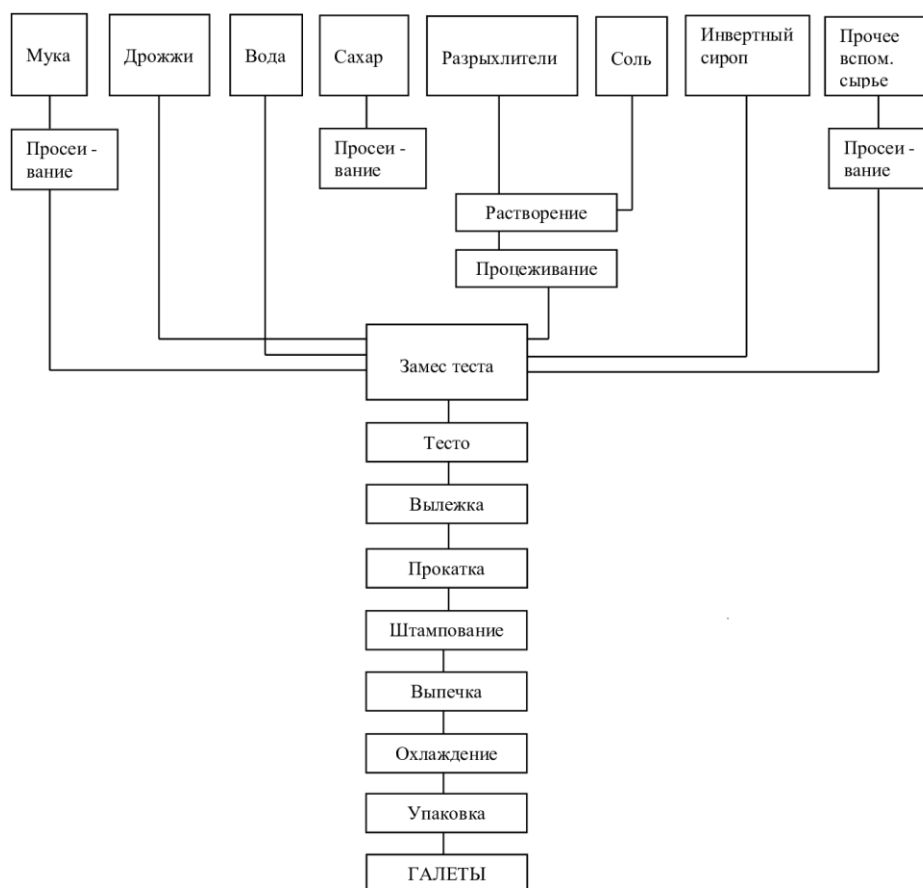 Мука
Дрожжи
Вода
Сахар
Разрыхлители
Соль
Инвертный
сироп
Прочее
вспом.
сырье
Просеи -
вание
Просеи -
вание
Просеи -
вание
Растворение
Процеживание
Замес теста
Тесто
Вылежка
Прокатка
Штампование
Выпечка
Охлаждение
Упаковка
ГАЛЕТЫ